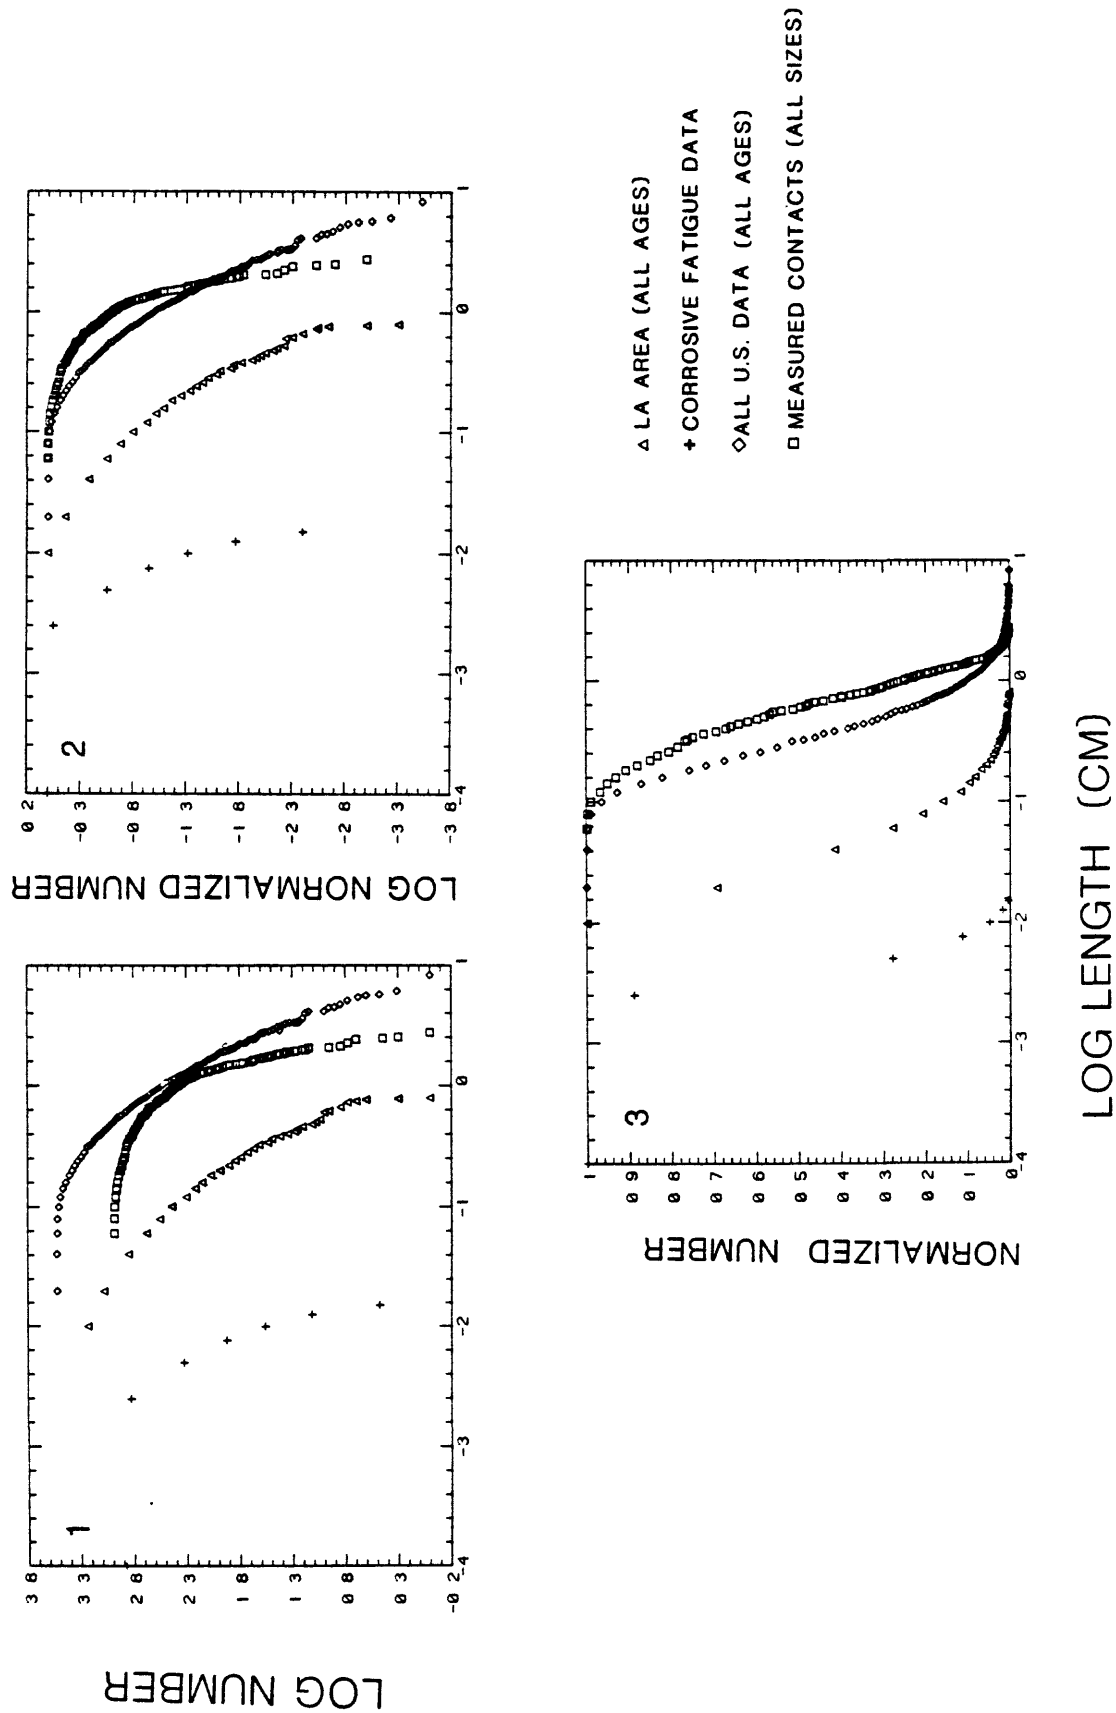 LOG NUMBER
3 8
3 3
2 8
2 3
1 8
1 3
0 8
0 3
-0 2
1
-4 -3 -2 -1 0 1
LOG NORMALIZED NUMBER
0 2
-0 3
-0 8
-1 3
-1 8
-2 3
-2 8
-3 3
-3 8
2
-4 -3 -2 -1 0 1
NORMALIZED NUMBER
1
0 9
0 8
0 7
0 6
0 5
0 4
0 3
0 2
0 1
0
3
-4 -3 -2 -1 0 1
LOG LENGTH (CM)
LA AREA (ALL AGES)
CORROSIVE FATIGUE DATA
ALL U.S. DATA (ALL AGES)
MEASURED CONTACTS (ALL SIZES)